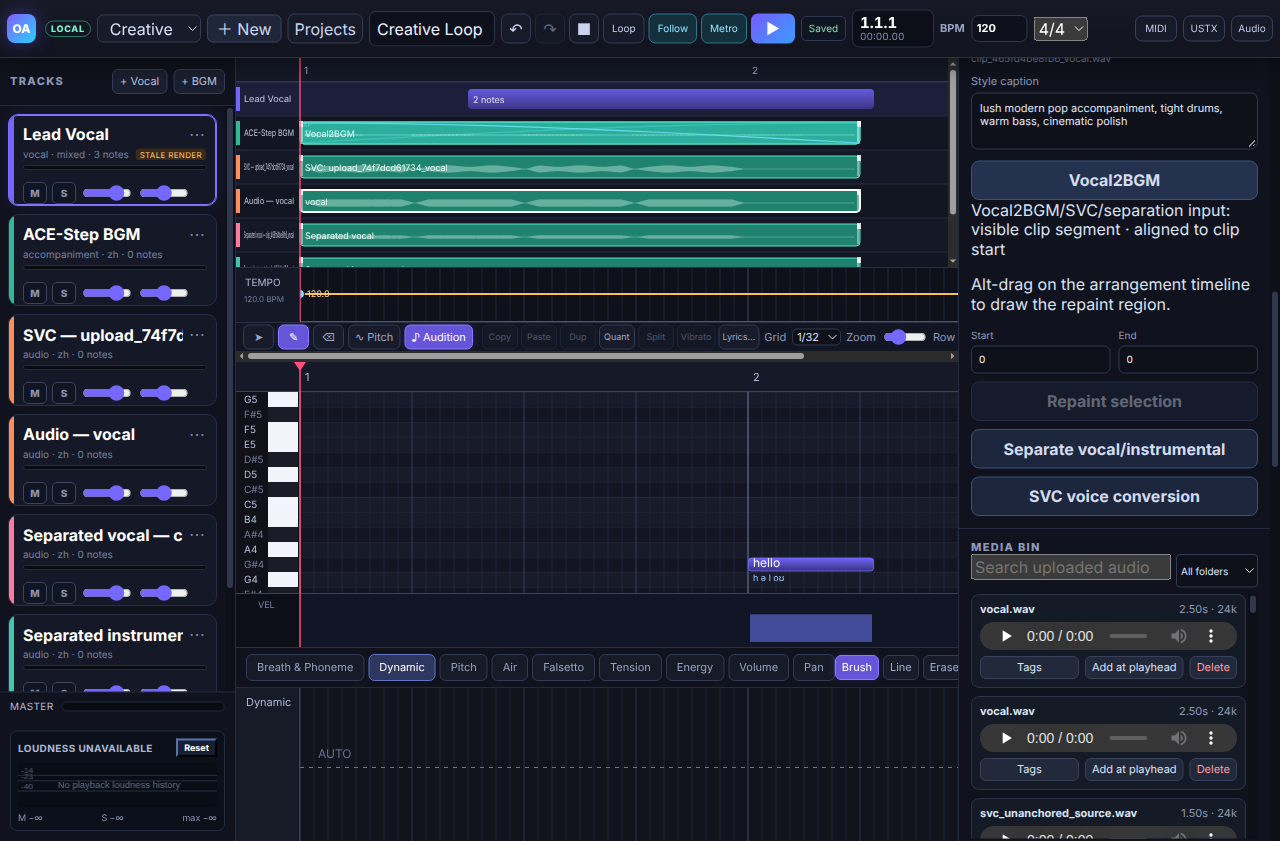 OA LOCAL Creative + New Projects Creative Loop Loop Follow Metro Saved 1.1.1 00:00.00 BPM 120 4/4 MIDI USTX Audio
TRACKS + Vocal + BGM
Lead Vocal
vocal · mixed · 3 notes STALE RENDER
M S
ACE-Step BGM
accompaniment · zh · 0 notes
M S
SVC — upload_74f7d
audio · zh · 0 notes
M S
Audio — vocal
audio · zh · 0 notes
M S
Separated vocal — c
audio · zh · 0 notes
M S
Separated instrumer
audio · zh · 0 notes
M S
MASTER
LOUDNESS UNAVAILABLE Reset
-14
-23
-40
No playback loudness history
M −∞ S −∞ max −∞
1 2
Lead Vocal 2 notes
ACE-Step BGM Vocal2BGM
SVC: upload_74f7dcd61734_vocal
Audio — vocal vocal
Separated vocal
TEMPO
120.0 BPM
120.0
Pitch Audition Copy Paste Dup Quant Split Vibrato Lyrics... Grid 1/32 Zoom Row
1 2
G5
F#5
F5
E5
D#5
D5
C#5
C5
B4
A#4
A4
G#4
G4
hello
h ə l oʊ
VEL
Breath & Phoneme Dynamic Pitch Air Falsetto Tension Energy Volume Pan Brush Line Erase
Dynamic
AUTO
Style caption
lush modern pop accompaniment, tight drums,
warm bass, cinematic polish
Vocal2BGM
Vocal2BGM/SVC/separation input:
visible clip segment · aligned to clip
start
Alt-drag on the arrangement timeline
to draw the repaint region.
Start End
0 0
Repaint selection
Separate vocal/instrumental
SVC voice conversion
MEDIA BIN
Search uploaded audio All folders
vocal.wav 2.50s · 24k
0:00 / 0:00
Tags Add at playhead Delete
vocal.wav 2.50s · 24k
0:00 / 0:00
Tags Add at playhead Delete
svc_unanchored_source.wav 1.50s · 24k
0:00 / 0:00